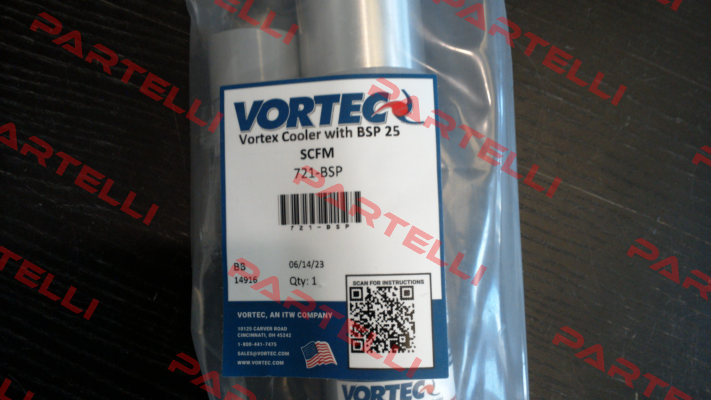 VORTEC
Vortex Cooler with BSP 25
SCFM
721-BSP
721-BSP
BB 06/14/23
14916 Qty: 1
SCAN FOR INSTRUCTIONS
VORTEC, AN ITW COMPANY
10125 CARVER ROAD
CINCINNATI, OH 45242
1-800-441-7475
SALES@VORTEC.COM
WWW.VORTEC.COM
VORTEC
PARTELLI
PARTELLI
PARTELLI
PARTELLI
PARTELLI
PARTELLI
PARTELLI